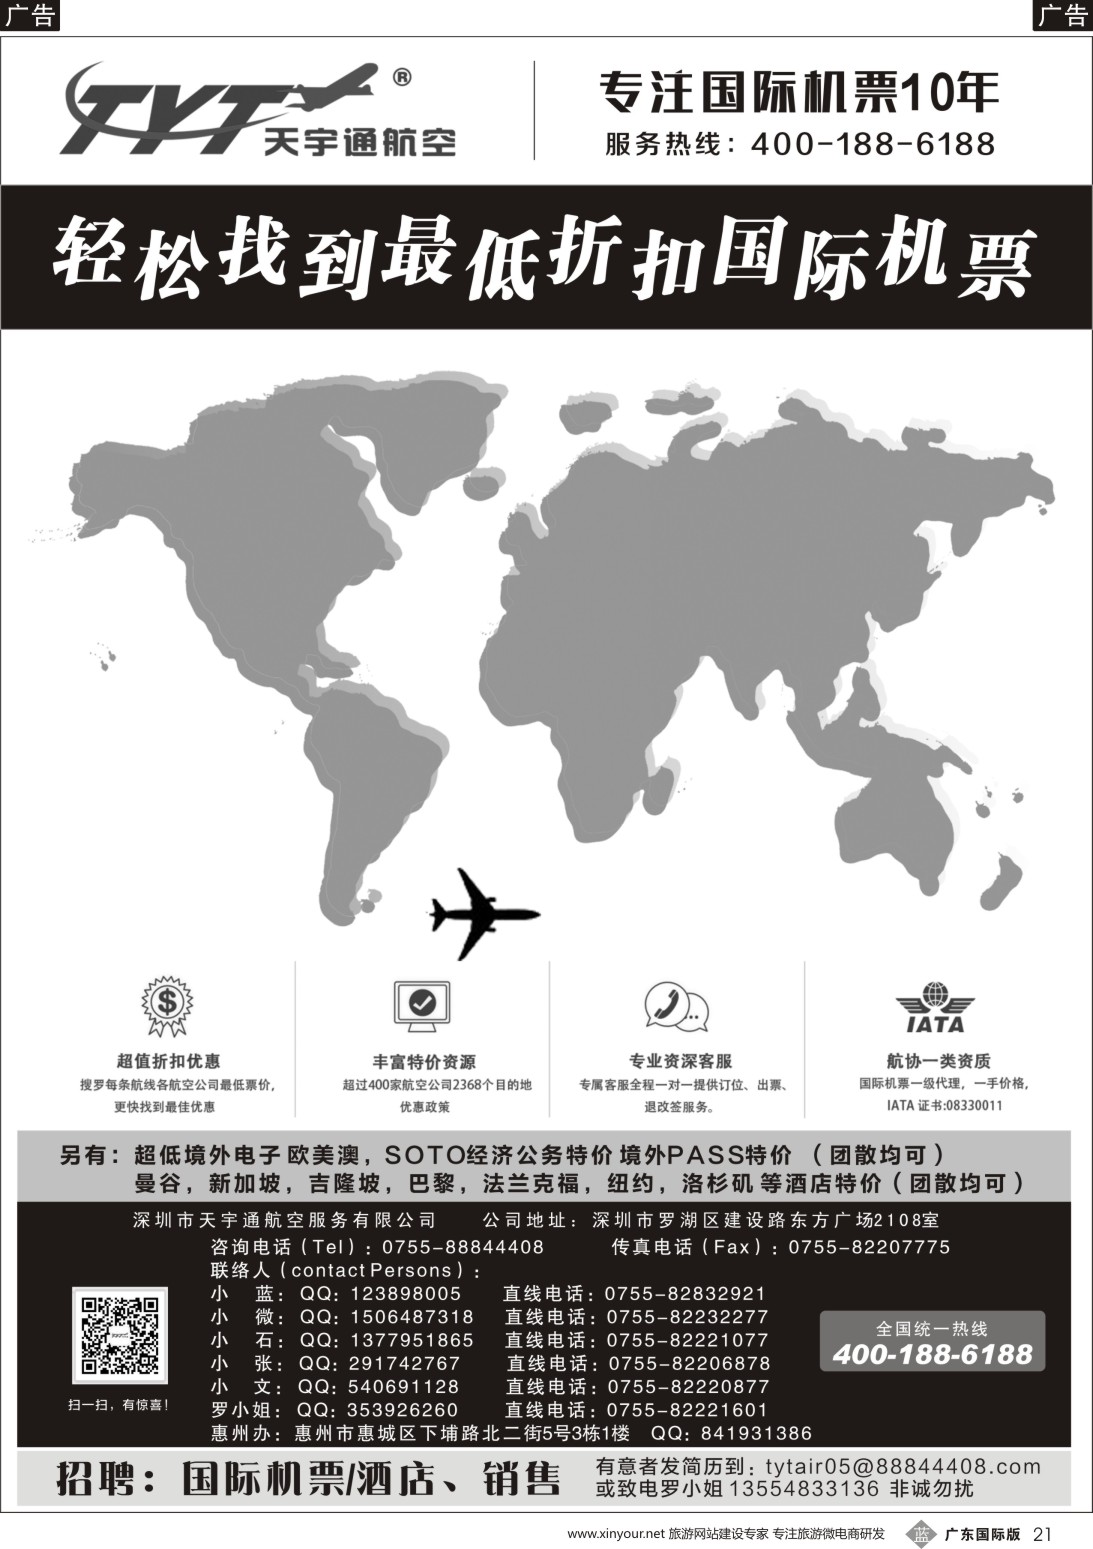 广告
广告
TYT
®
天宇通航空
专注国际机票10年
服务热线：400-188-6188
轻松找到最低折扣国际机票
超值折扣优惠
搜罗每条航线各航空公司最低票价，
更快找到最佳优惠
丰富特价资源
超过400家航空公司2368个目的地
优惠政策
专业资深客服
专属客服全程一对一提供订位、出票、
退改签服务。
IATA
航协一类资质
国际机票一级代理，一手价格，
IATA 证书:08330011
另有：超低境外电子 欧美澳，SOTO经济公务特价 境外PASS特价 （团散均可）
曼谷，新加坡，吉隆坡，巴黎，法兰克福，纽约，洛杉矶 等酒店特价（团散均可）
深圳市天宇通航空服务有限公司 公司地址：深圳市罗湖区建设路东方广场2108室
咨询电话（Tel）：0755-88844408 传真电话（Fax）：0755-82207775
联络人（contact Persons）：
小 蓝：QQ：123898005 直线电话：0755-82832921
小 微：QQ：1506487318 直线电话：0755-82232277
小 石：QQ：1377951865 直线电话：0755-82221077
小 张：QQ：291742767 直线电话：0755-82206878
小 文：QQ：540691128 直线电话：0755-82220877
罗小姐：QQ：353926260 直线电话：0755-82221601
惠州办：惠州市惠城区下埔路北二街5号3栋1楼 QQ：841931386
扫一扫，有惊喜！
全国统一热线
400-188-6188
招聘：国际机票/酒店、销售
有意者发简历到：tytair05@88844408.com
或致电罗小姐 13554833136 非诚勿扰
www.xinyour.net 旅游网站建设专家 专注旅游微电商研发 蓝 广东国际版 21